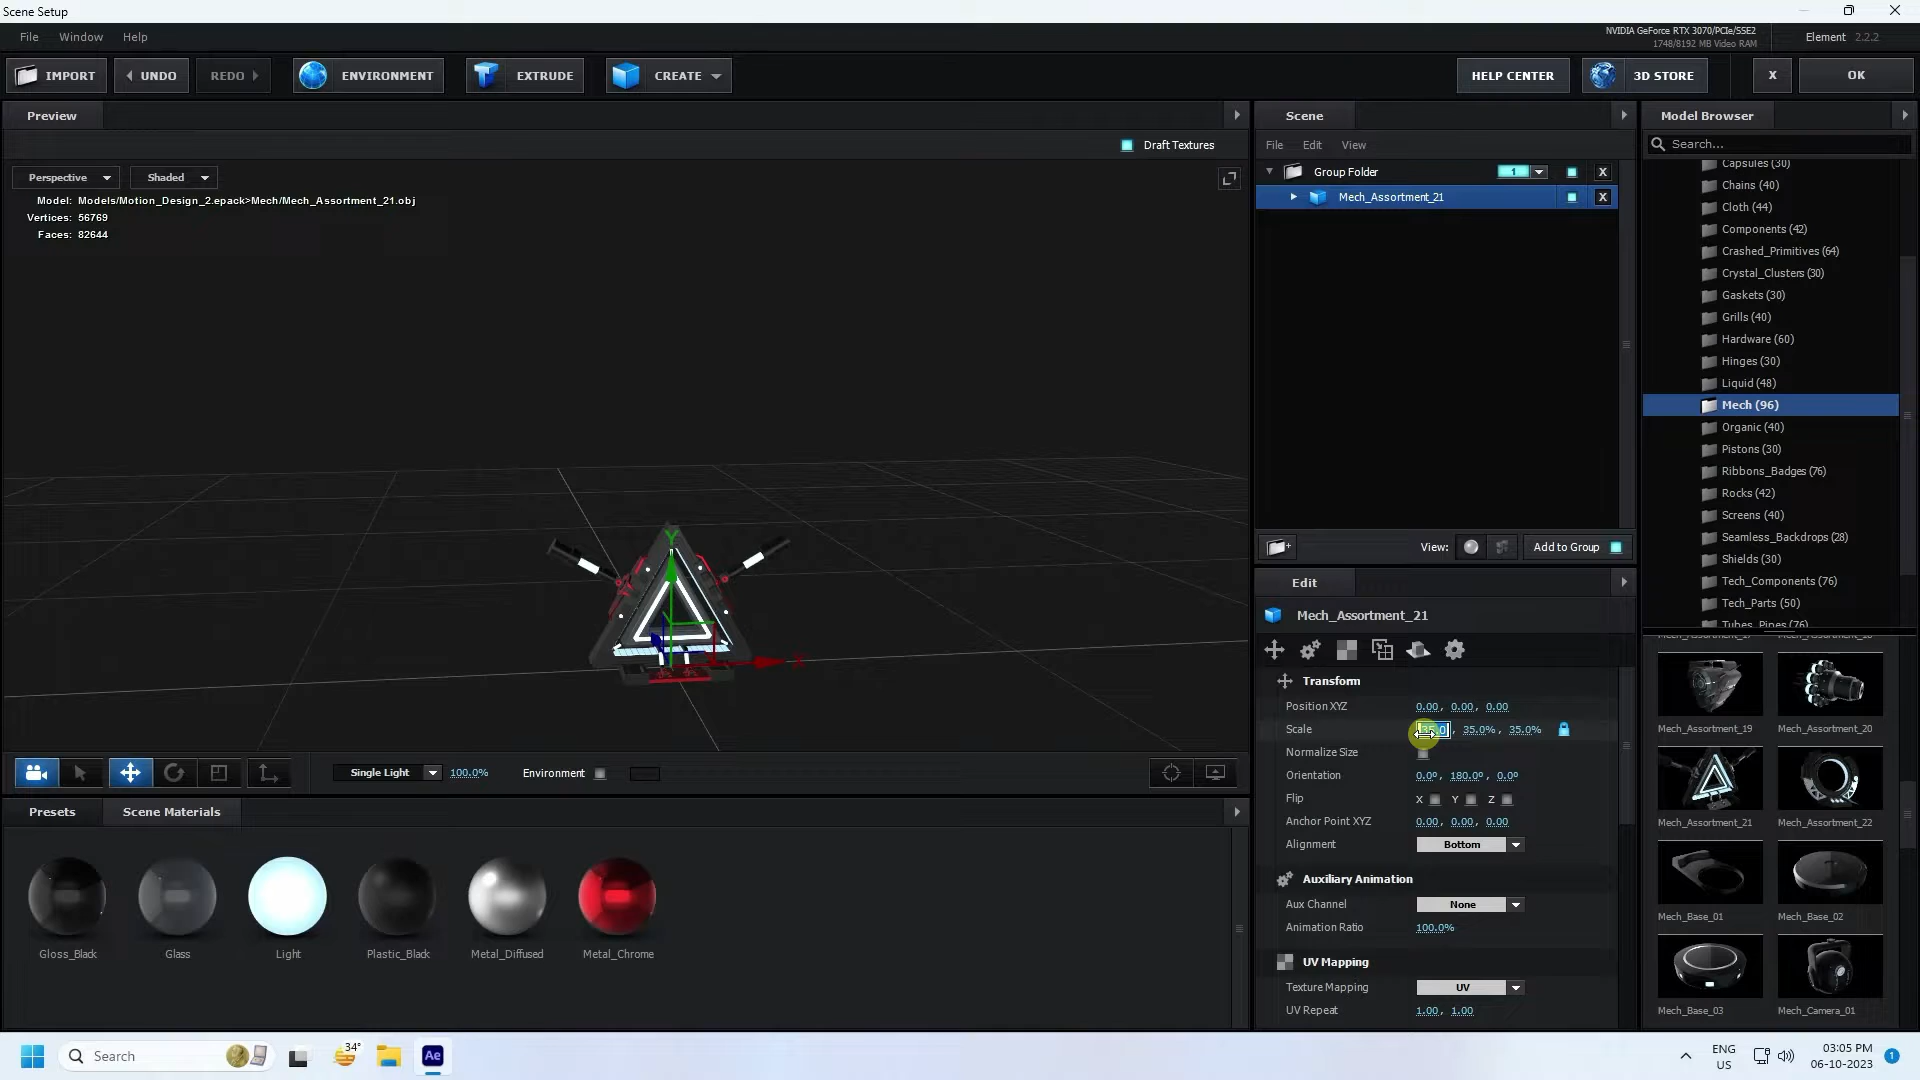 Scene Setup
File Window Help
NVIDIA GeForce RTX 3070/PCIe/SSE2
1748/8192 MB Video RAM
Element 2.2.2
IMPORT UNDO REDO ENVIRONMENT EXTRUDE CREATE HELP CENTER 3D STORE X OK
Preview
Draft Textures
Perspective Shaded
Model: Models/Motion_Design_2.epack>Mech/Mech_Assortment_21.obj
Vertices: 56769
Faces: 82644
Y
X
Single Light 100.0% Environment
Presets Scene Materials
Gloss_Black Glass Light Plastic_Black Metal_Diffused Metal_Chrome
Scene
File Edit View
Group Folder 1 X
Mech_Assortment_21 X
View: Add to Group
Edit
Mech_Assortment_21
Transform
Position XYZ 0.00, 0.00, 0.00
Scale , 35.0%, 35.0%
Normalize Size
Orientation 0.0°, 180.0°, 0.0°
Flip X Y Z
Anchor Point XYZ 0.00, 0.00, 0.00
Alignment Bottom
Auxiliary Animation
Aux Channel None
Animation Ratio 100.0%
UV Mapping
Texture Mapping UV
UV Repeat 1.00, 1.00
Model Browser
Search...
Capsules (30)
Chains (40)
Cloth (44)
Components (42)
Crashed_Primitives (64)
Crystal_Clusters (30)
Gaskets (30)
Grills (40)
Hardware (60)
Hinges (30)
Liquid (48)
Mech (96)
Organic (40)
Pistons (30)
Ribbons_Badges (76)
Rocks (42)
Screens (40)
Seamless_Backdrops (28)
Shields (30)
Tech_Components (76)
Tech_Parts (50)
Tubes_Pipes (76)
Mech_Assortment_19 Mech_Assortment_20
Mech_Assortment_21 Mech_Assortment_22
Mech_Base_01 Mech_Base_02
Mech_Base_03 Mech_Camera_01
Search
34°
Ae
ENG
US
03:05 PM
06-10-2023
1